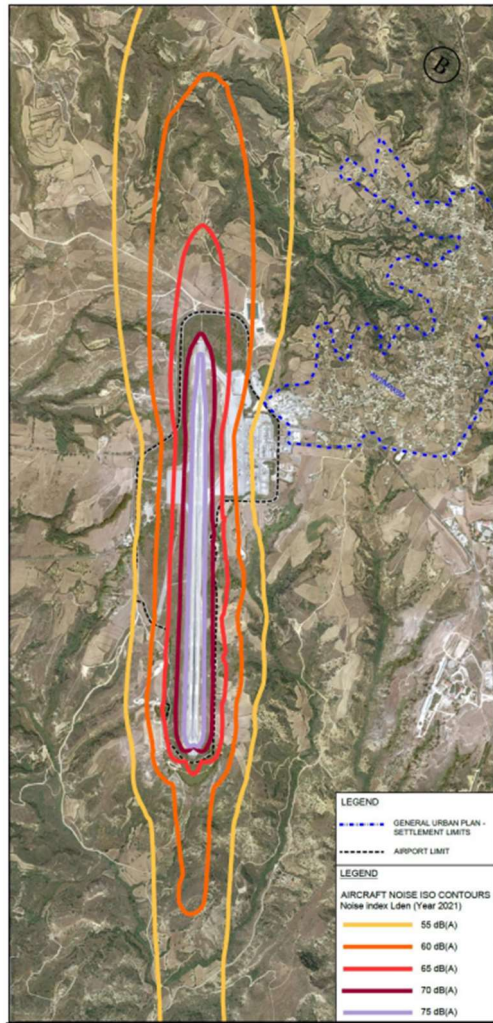 B
LEGEND
GENERAL URBAN PLAN -
SETTLEMENT LIMITS
AIRPORT LIMIT
LEGEND
AIRCRAFT NOISE ISO CONTOURS
Noise index Lden (Year 2021)
55 dB(A)
60 dB(A)
65 dB(A)
70 dB(A)
75 dB(A)